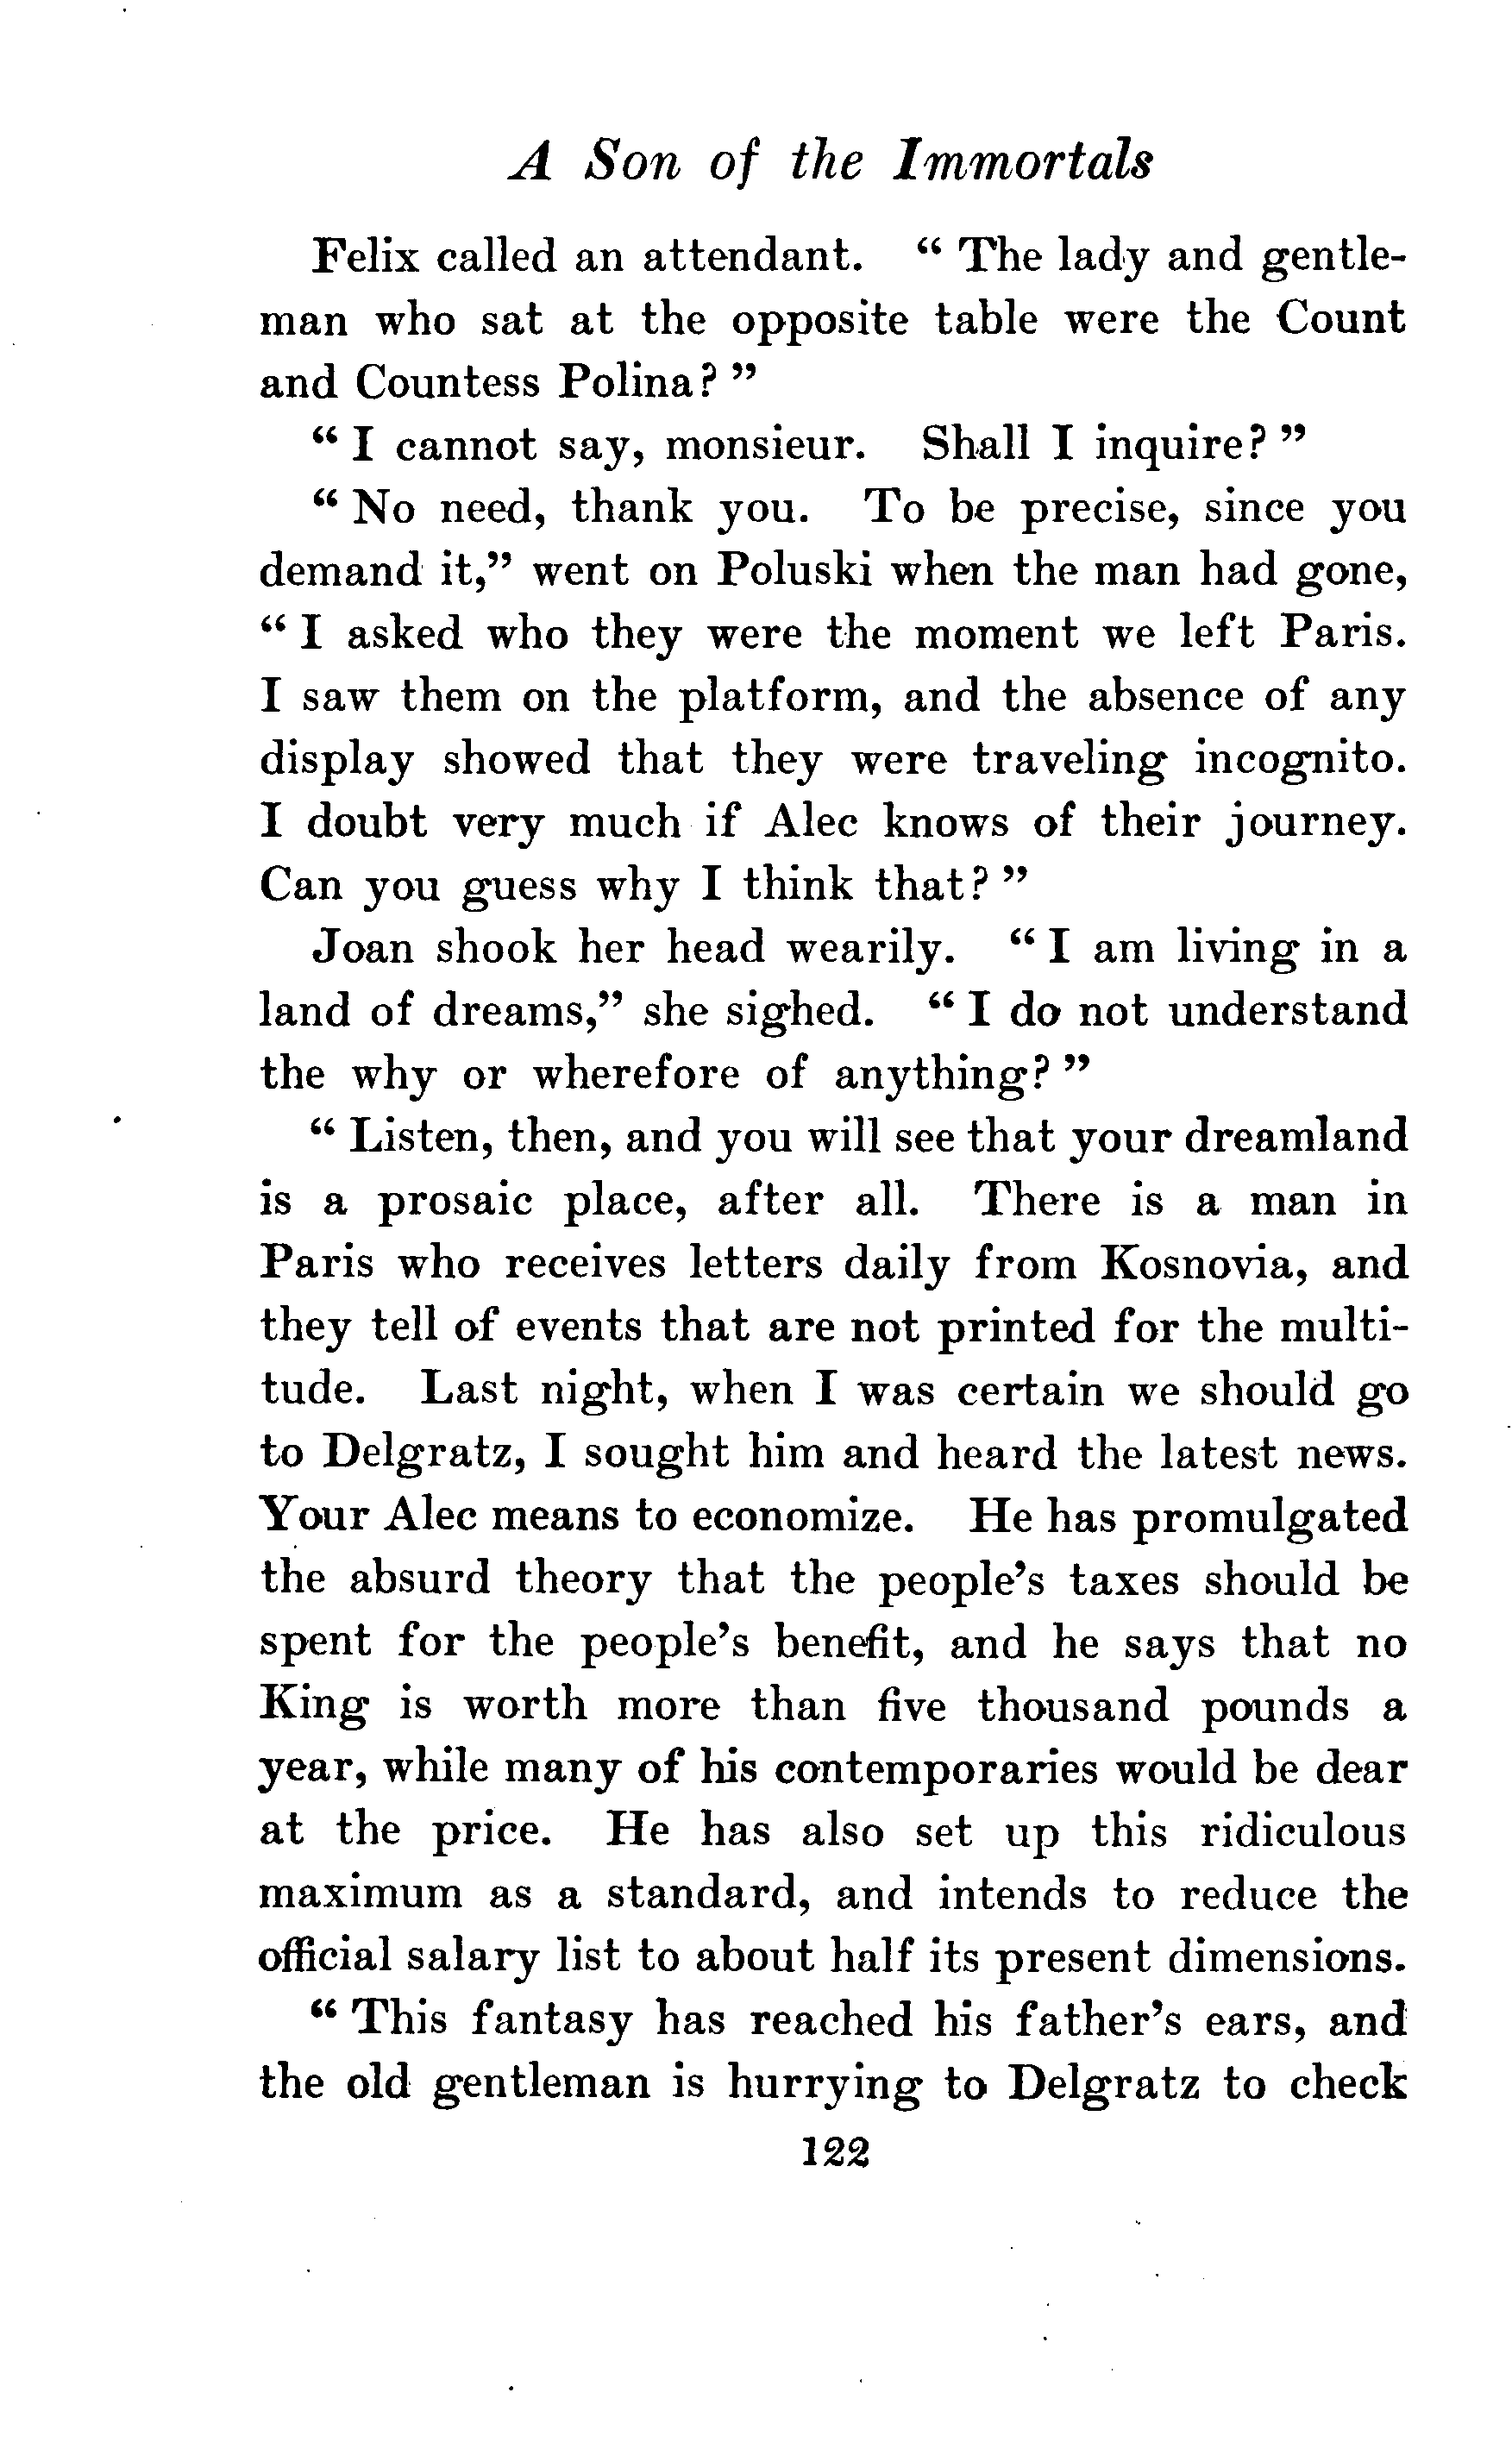 A Son of the Immortals
Felix called an attendant. “ The lady and gentle-
man who sat at the opposite table were the Count
and Countess Polina? ”
“ I cannot say, monsieur. Shall I inquire? ”
“ No need, thank you. To be precise, since you
demand it,” went on Poluski when the man had gone,
“ I asked who they were the moment we left Paris.
I saw them on the platform, and the absence of any
display showed that they were traveling incognito.
I doubt very much if Alec knows of their journey.
Can you guess why I think that? ”
Joan shook her head wearily. “ I am living in a
land of dreams,” she sighed. “ I do not understand
the why or wherefore of anything? ”
“ Listen, then, and you will see that your dreamland
is a prosaic place, after all. There is a man in
Paris who receives letters daily from Kosnovia, and
they tell of events that are not printed for the multi-
tude. Last night, when I was certain we should go
to Delgratz, I sought him and heard the latest news.
Your Alec means to economize. He has promulgated
the absurd theory that the people’s taxes should be
spent for the people’s benefit, and he says that no
King is worth more than five thousand pounds a
year, while many of his contemporaries would be dear
at the price. He has also set up this ridiculous
maximum as a standard, and intends to reduce the
official salary list to about half its present dimensions.
“ This fantasy has reached his father’s ears, and
the old gentleman is hurrying to Delgratz to check
122